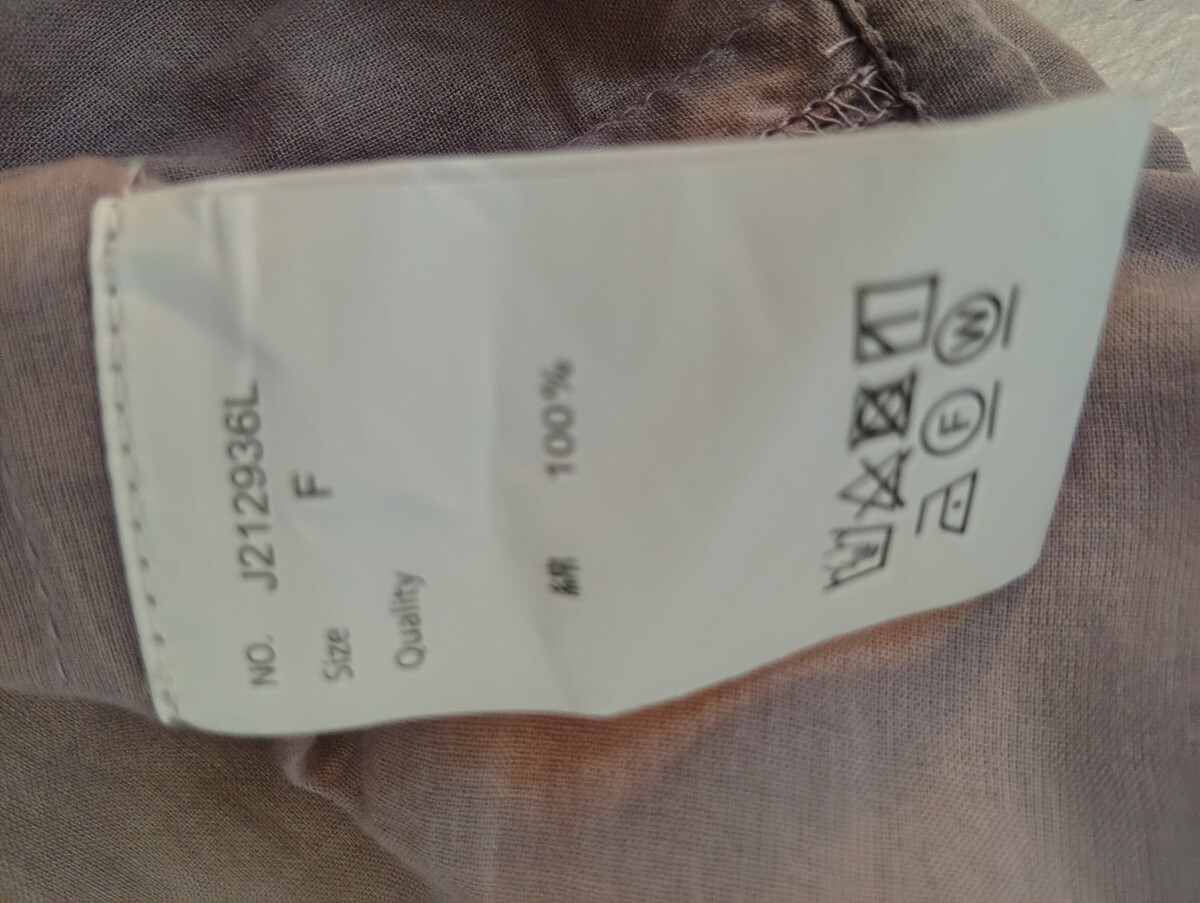 NO. J212936L
Size F
Quality
綿 100%
W
F